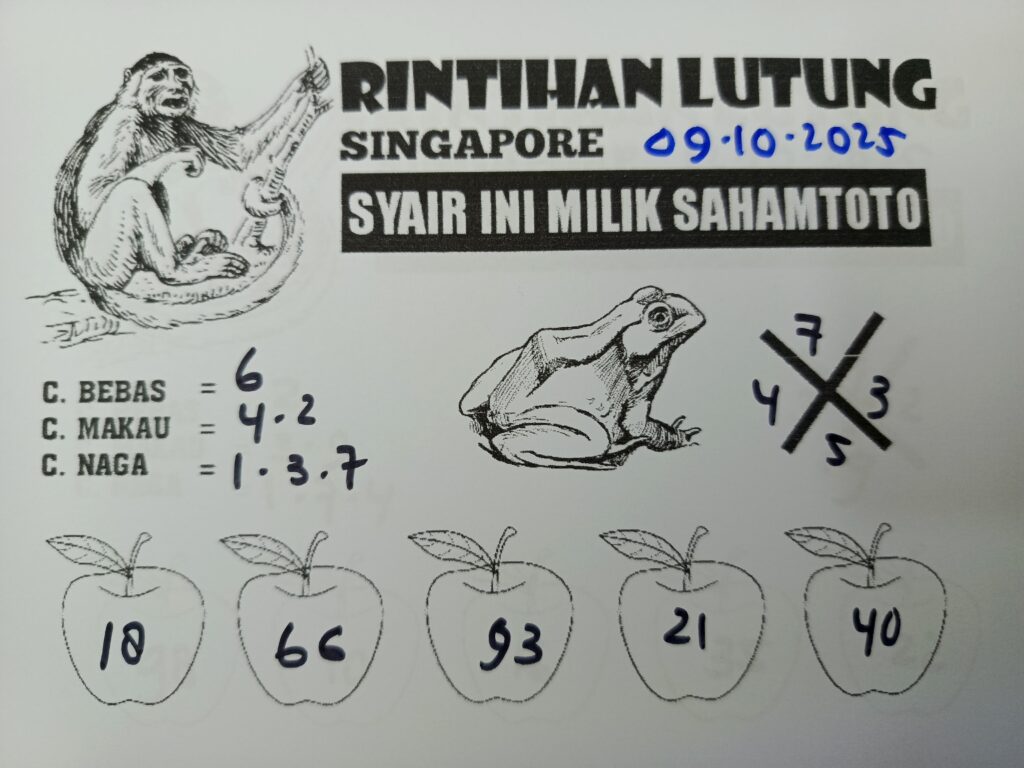 RINTIHAN LUTUNG
SINGAPORE 09·10·2025
SYAIR INI MILIK SAHAMTOTO
7
4 3
5
C. BEBAS = 6
C. MAKAU = 4·2
C. NAGA = 1·3·7
18 66 93 21 40